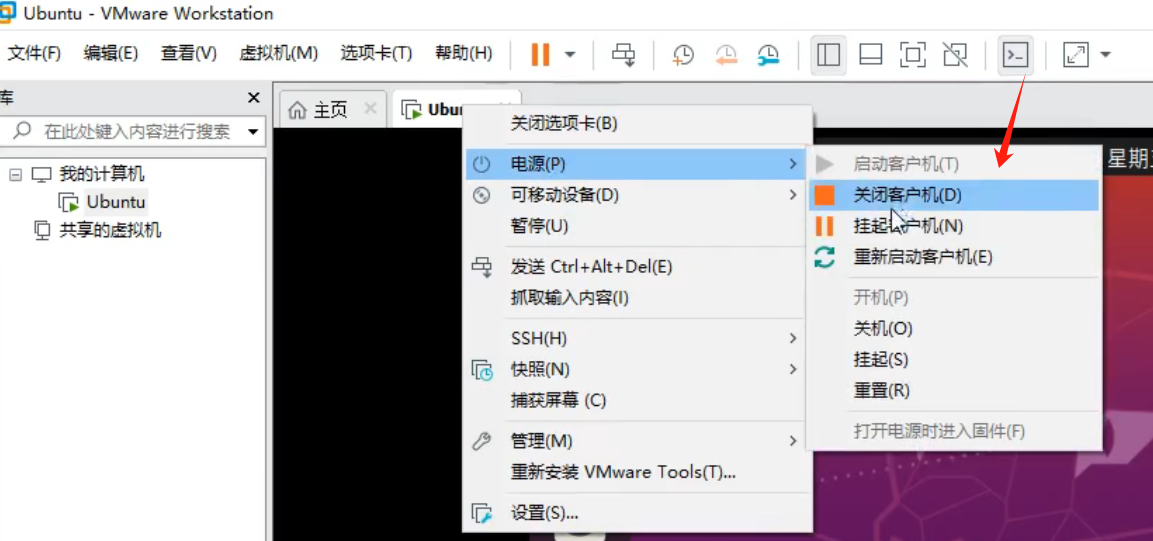 Ubuntu - VMware Workstation
文件(F) 编辑(E) 查看(V) 虚拟机(M) 选项卡(T) 帮助(H)
库
在此处键入内容进行搜索
我的计算机
Ubuntu
共享的虚拟机
主页
关闭选项卡(B)
电源(P)
可移动设备(D)
暂停(U)
发送 Ctrl+Alt+Del(E)
抓取输入内容(I)
SSH(H)
快照(N)
捕获屏幕 (C)
管理(M)
重新安装 VMware Tools(T)...
设置(S)...
启动客户机(T)
关闭客户机(D)
挂起客户机(N)
重新启动客户机(E)
开机(P)
关机(O)
挂起(S)
重置(R)
打开电源时进入固件(F)
星期